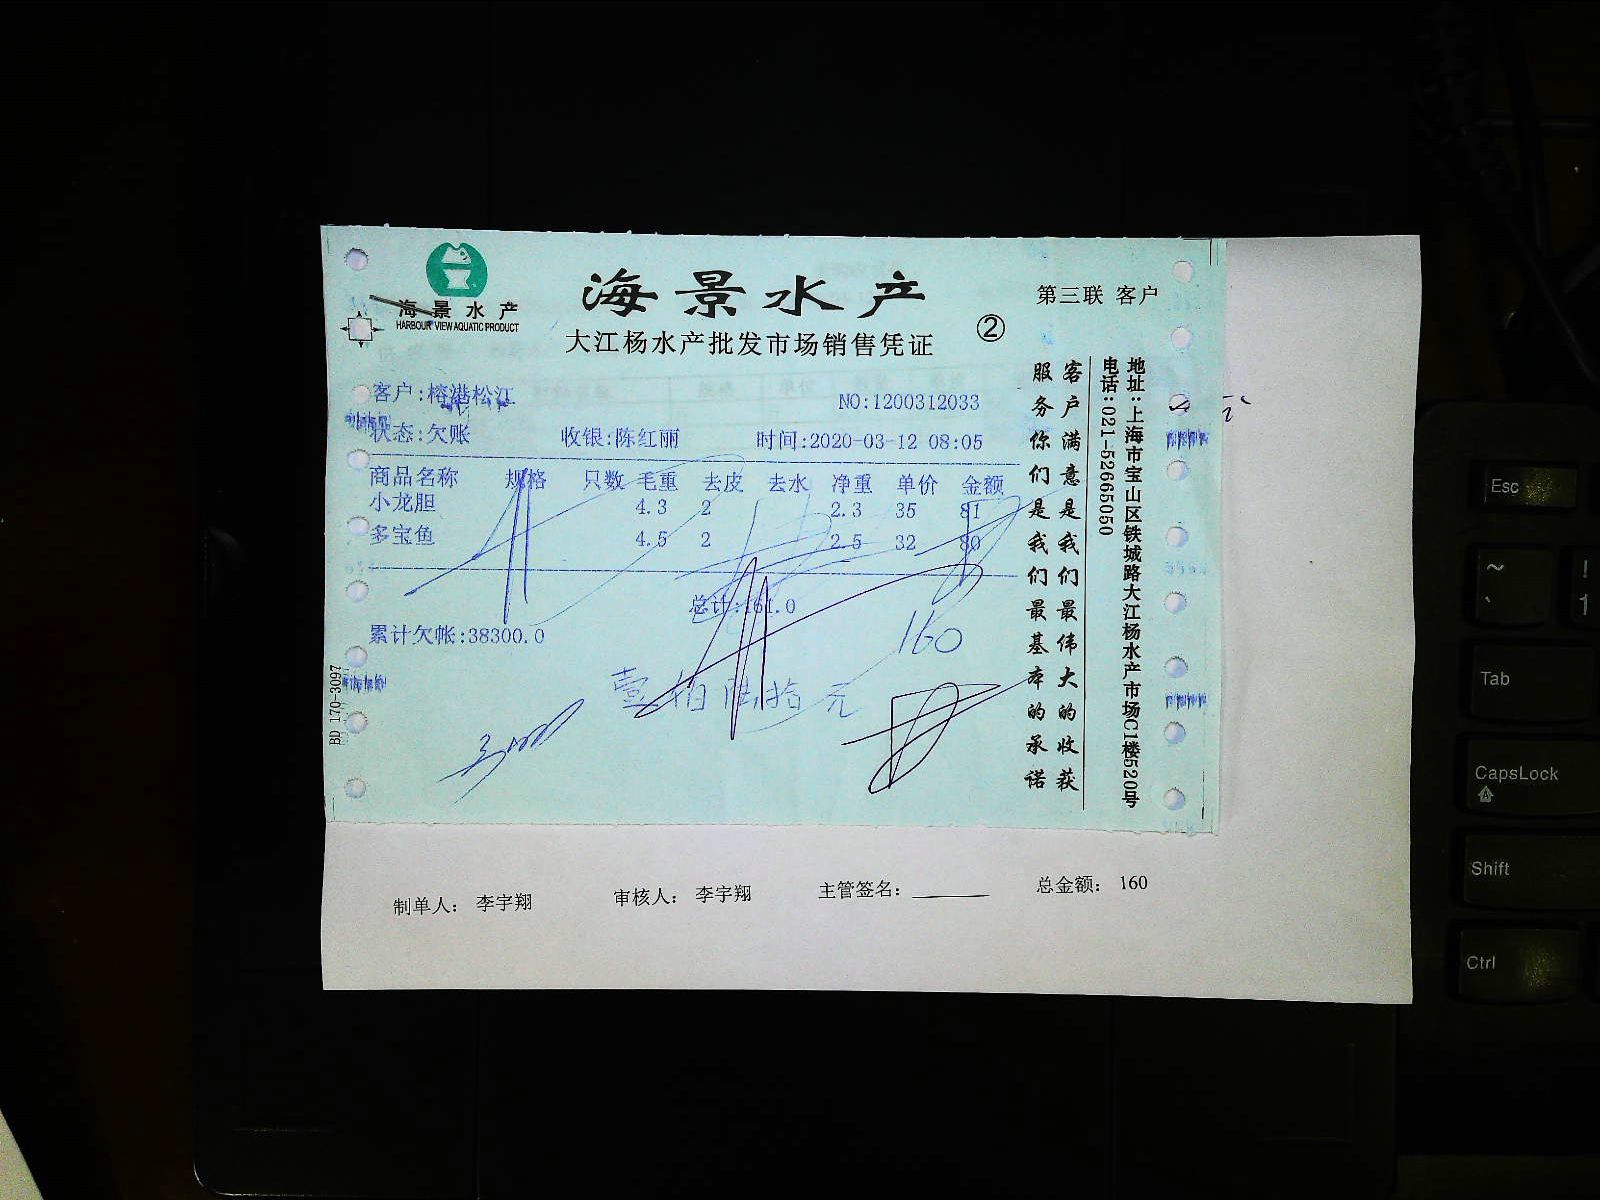 海景水产
HARBOUR VIEW AQUATIC PRODUCT
海景水产
大江杨水产批发市场销售凭证
②
第三联 客户
客户:榕港松江
NO:1200312033
状态:欠账 收银:陈红丽 时间:2020-03-12 08:05
商品名称 规格 只数 毛重 去皮 去水 净重 单价 金额
小龙胆 4.3 2 2.3 35 81
多宝鱼 4.5 2 2.5 32 80
总计:161.0
累计欠帐:38300.0
160
壹佰陆拾元
客户满意是我们最伟大的收获
服务你们是我们最基本的承诺
地址:上海市宝山区铁城路大江杨水产市场C1楼520号
电话:021-52665050
BD 170-3097
制单人: 李宇翔 审核人: 李宇翔 主管签名: 总金额: 160
Esc
~
`
!
1
Tab
CapsLock
A
Shift
Ctrl